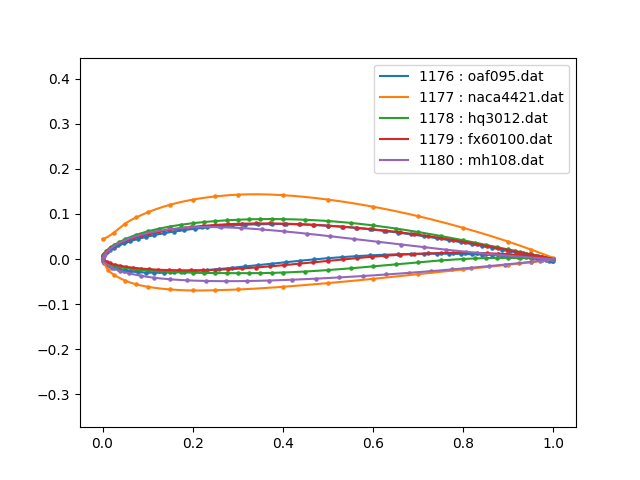 0.4
0.3
0.2
0.1
0.0
−0.1
−0.2
−0.3
0.0 0.2 0.4 0.6 0.8 1.0
1176 : oaf095.dat
1177 : naca4421.dat
1178 : hq3012.dat
1179 : fx60100.dat
1180 : mh108.dat